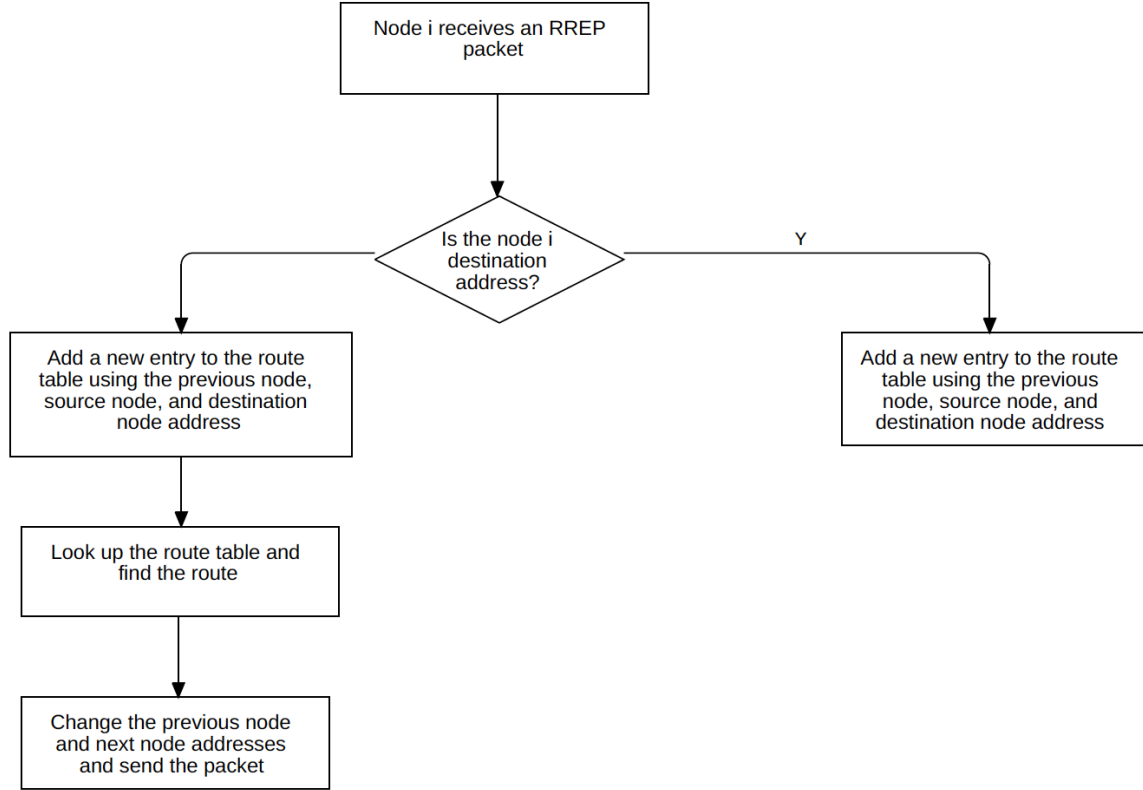 Node i receives an RREP
packet
Is the node i
destination
address?
Y
Add a new entry to the route
table using the previous node,
source node, and destination
node address
Add a new entry to the route
table using the previous
node, source node, and
destination node address
Look up the route table and
find the route
Change the previous node
and next node addresses
and send the packet